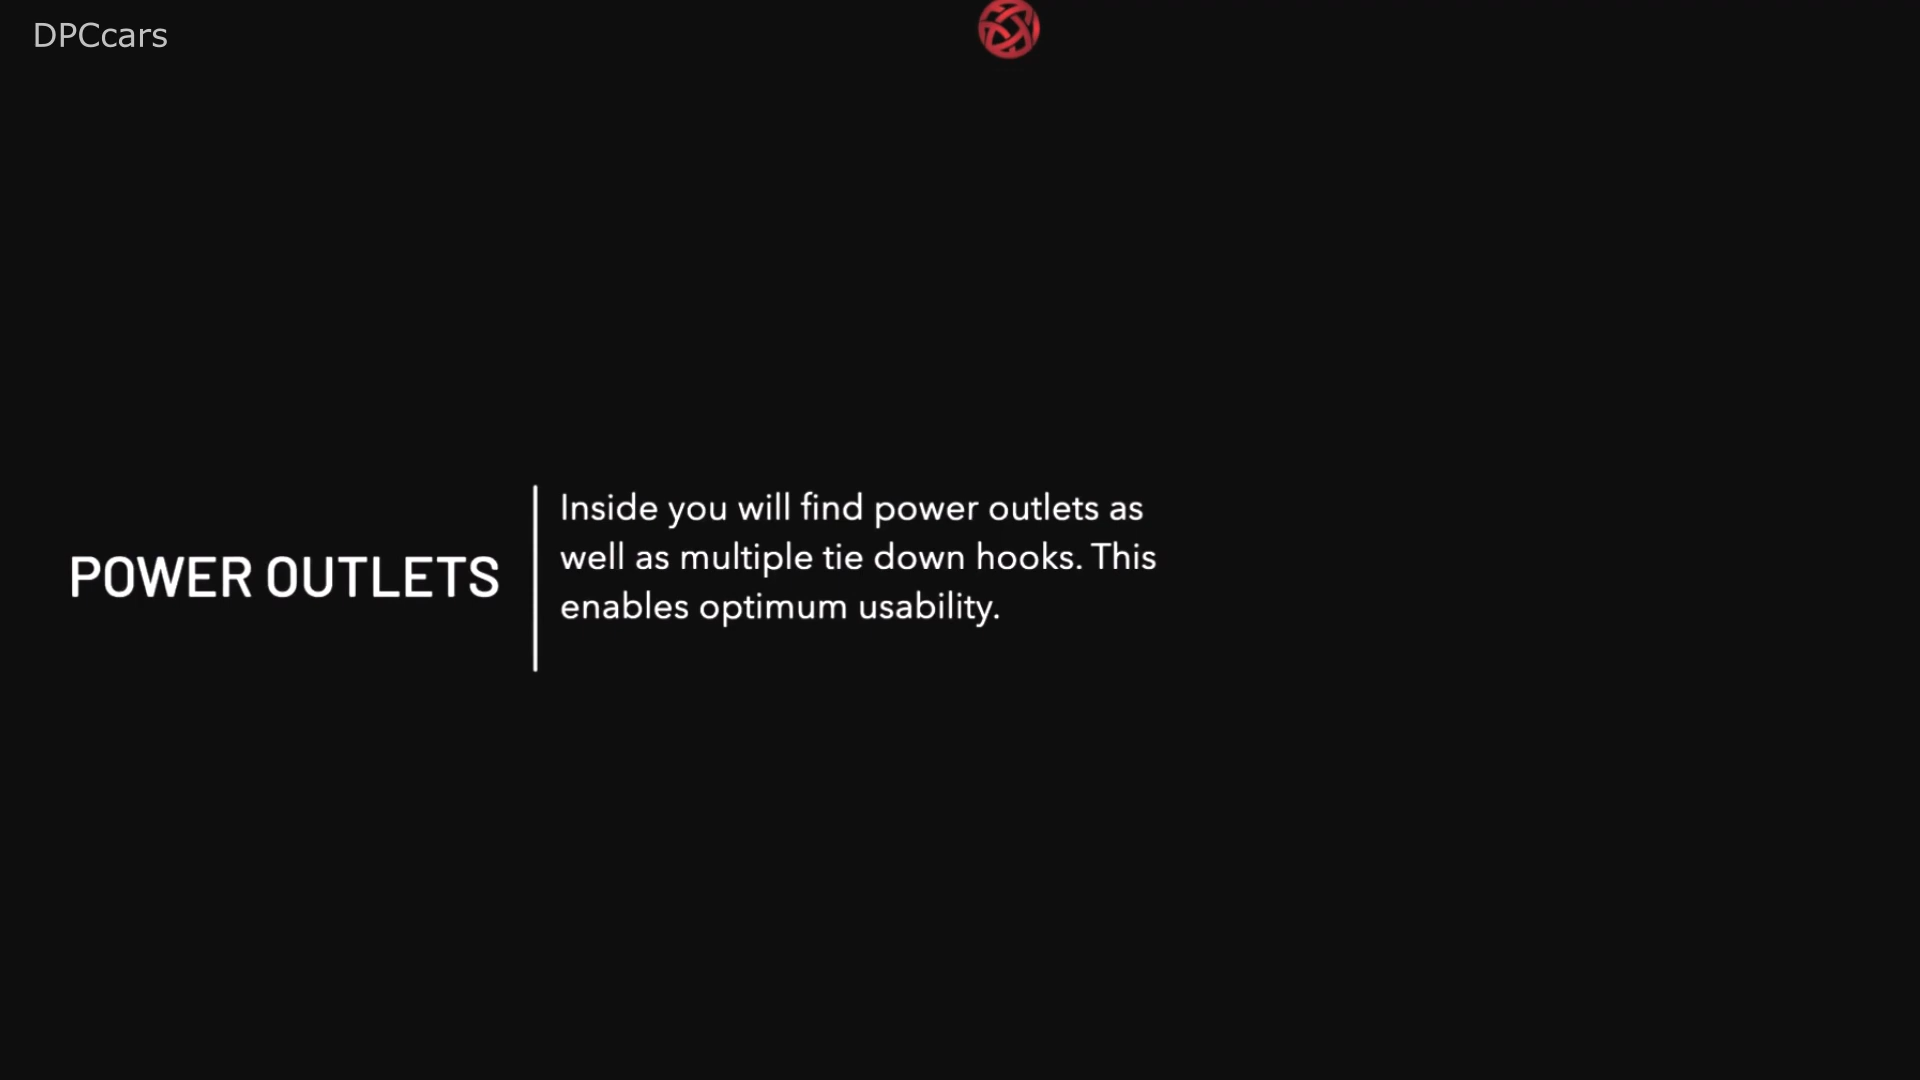 DPCcars
POWER OUTLETS
Inside you will find power outlets as
well as multiple tie down hooks. This
enables optimum usability.